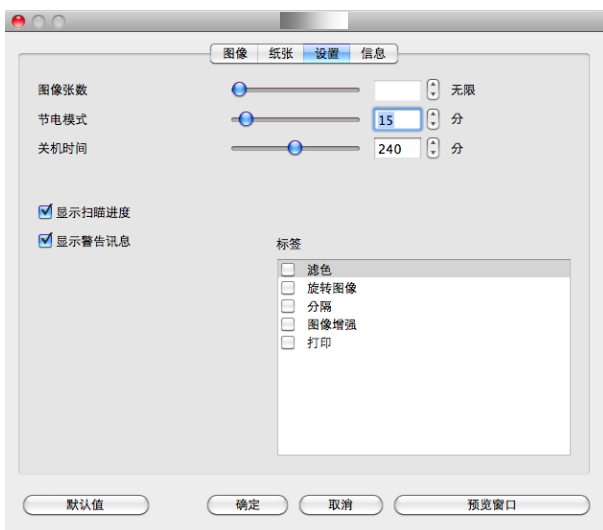 图像 纸张 设置 信息
图像张数 无限
节电模式 15 分
关机时间 240 分
显示扫瞄进度
显示警告讯息
标签
滤色
旋转图像
分隔
图像增强
打印
默认值 确定 取消 预览窗口